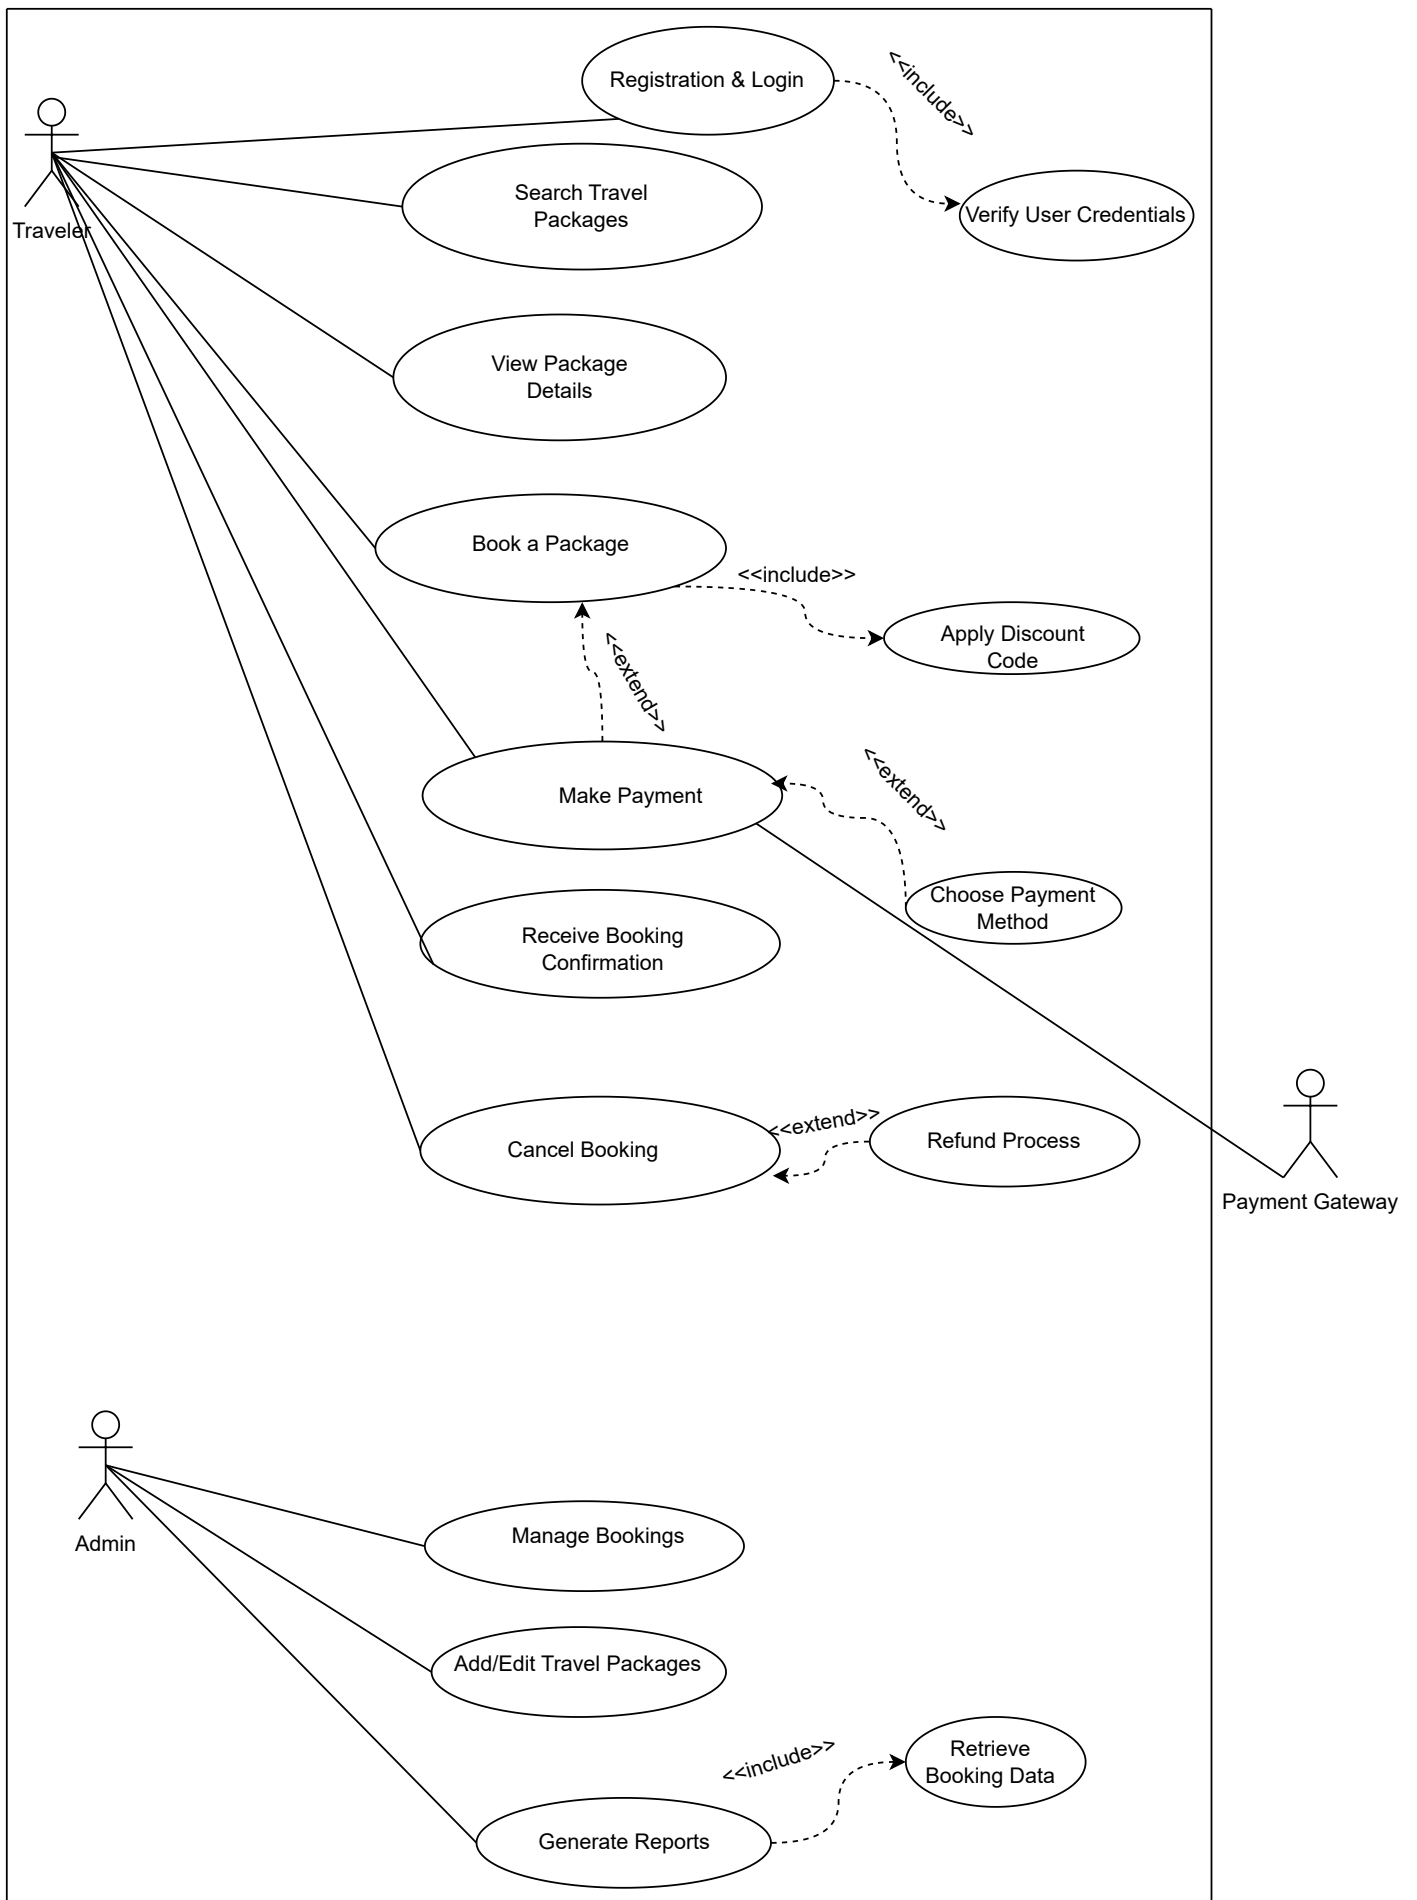 Registration & Login
<<include>>
Verify User Credentials
Traveler
Search Travel
Packages
View Package
Details
Book a Package
<<include>>
Apply Discount
Code
<<extend>>
Make Payment
<<extend>>
Choose Payment
Method
Receive Booking
Confirmation
Cancel Booking
<<extend>>
Refund Process
Payment Gateway
Admin
Manage Bookings
Add/Edit Travel Packages
<<include>>
Retrieve
Booking Data
Generate Reports